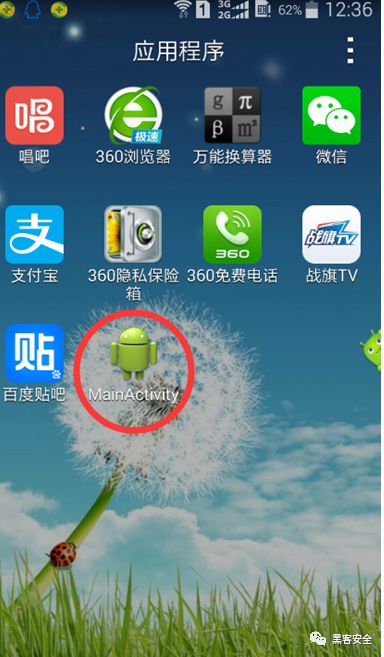 3G
1 2G 62% 12:36
应用程序
唱
极速
g π
β m²
唱吧 360浏览器 万能换算器 微信
支
360
战旗TV
支付宝 360隐私保险箱 360免费电话 战旗TV
贴
百度贴吧 MainActivity
黑客安全